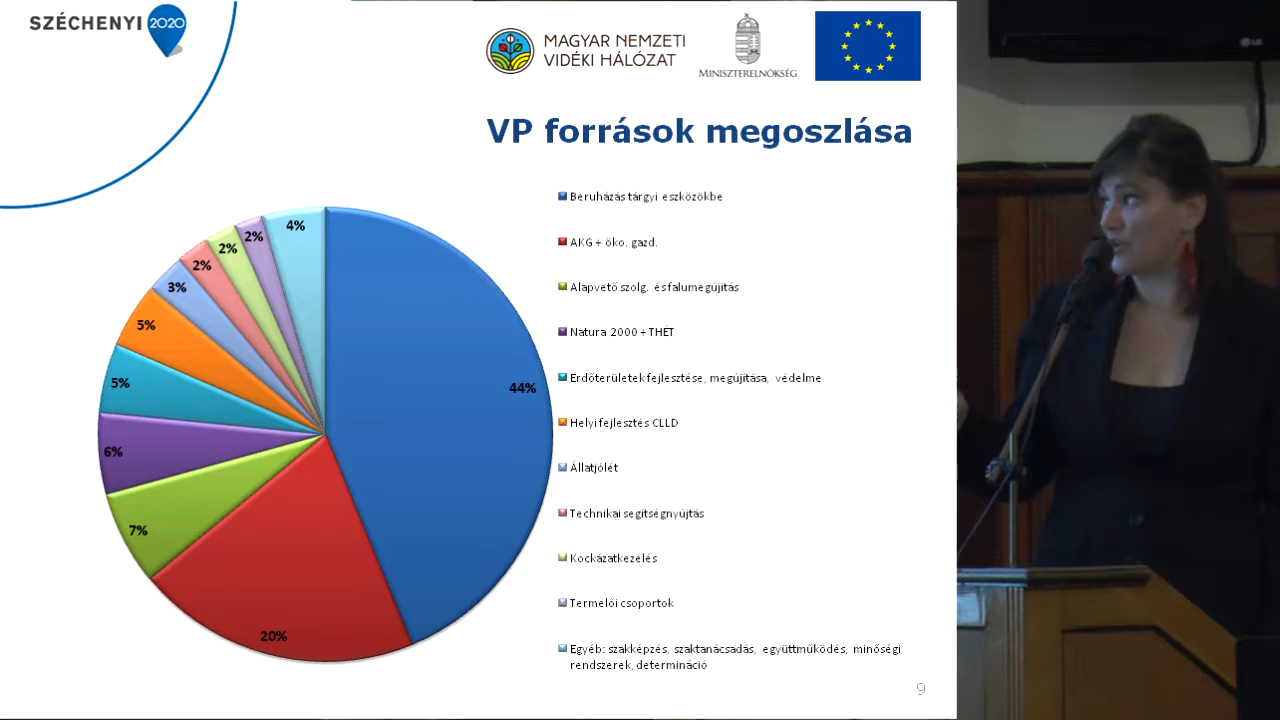 SZÉCHENYI 2020
MAGYAR NEMZETI
VIDÉKI HÁLÓZAT
MINISZTERELNÖKSÉG
LG
VP források megoszlása
44%
20%
7%
6%
5%
5%
3%
2%
2%
2%
4%
Beruházás tárgyi eszközökbe
AKG + öko. gazd.
Alapvető szolg. és falumegújítás
Natura 2000 + THÉT
Erdőterületek fejlesztése, megújítása, védelme
Helyi fejlesztés CLLD
Állatjólét
Technikai segítségnyújtás
Kockázatkezelés
Termelői csoportok
Egyéb: szakképzés, szaktanácsadás, együttműködés, minőségi
rendszerek, determináció
9